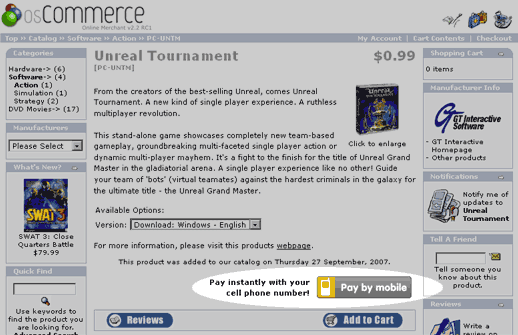 osCommerce
Online Merchant v2.2 RC1
Top » Catalog » Software » Action » PC-UNTM
My Account | Cart Contents | Checkout
Categories
Hardware-> (6)
Software-> (4)
Action (1)
Simulation (1)
Strategy (2)
DVD Movies-> (17)
Manufacturers
Please Select
What's New?
SWAT 3
SWAT 3: Close
Quarters Battle
$79.99
Quick Find
Use keywords to
find the product you
are looking for.
Advanced Search
Unreal Tournament
$0.99
[PC-UNTM]
From the creators of the best-selling Unreal, comes Unreal
Tournament. A new kind of single player experience. A ruthless
multiplayer revolution.
This stand-alone game showcases completely new team-based
gameplay, groundbreaking multi-faceted single player action or
dynamic multi-player mayhem. It's a fight to the finish for the title of Unreal Grand
Master in the gladiatorial arena. A single player experience like no other! Guide
your team of 'bots' (virtual teamates) against the hardest criminals in the galaxy for
the ultimate title - the Unreal Grand Master.
Click to enlarge
Available Options:
Version: Download: Windows - English
For more information, please visit this products webpage.
This product was added to our catalog on Thursday 27 September, 2007.
Pay instantly with your
cell phone number!
Pay by mobile
Reviews
Add to Cart
Shopping Cart
0 items
Manufacturer Info
GT Interactive
Software
- GT Interactive
Homepage
- Other products
Notifications
Notify me of
updates to
Unreal
Tournament
Tell A Friend
Tell someone you
know about this
product.
Reviews
Write a